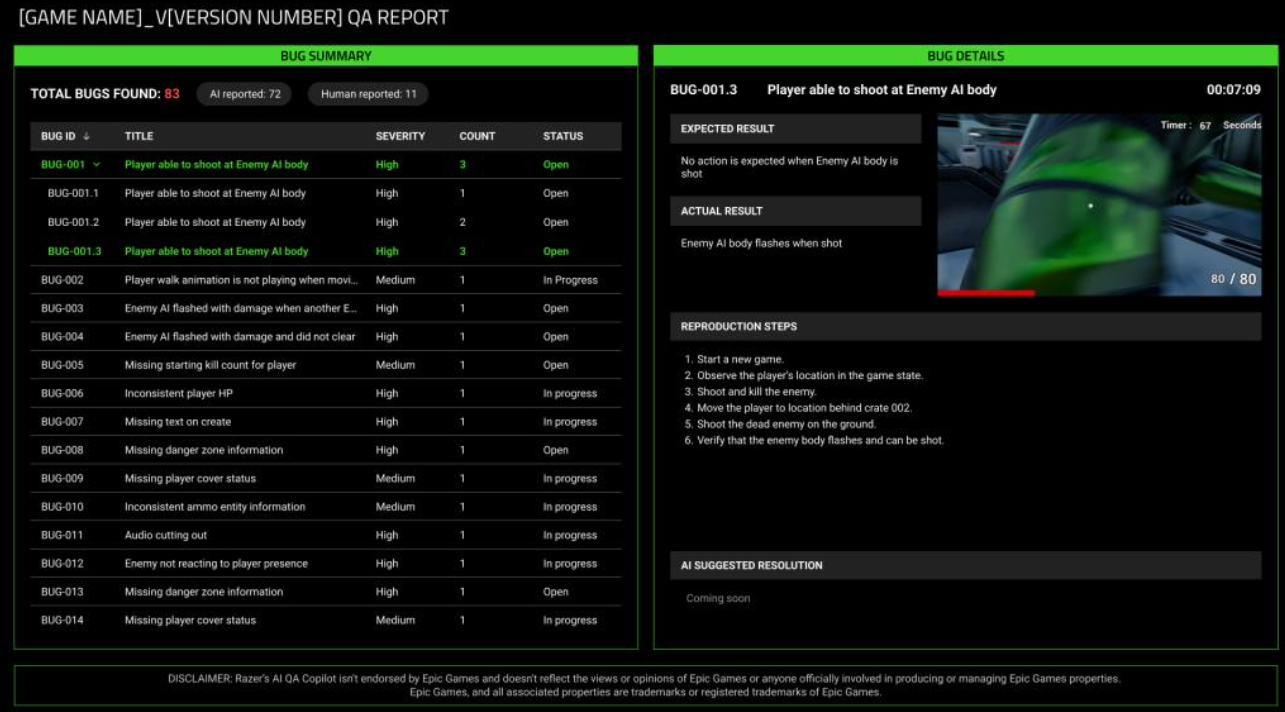 [GAME NAME]_V[VERSION NUMBER] QA REPORT
BUG SUMMARY
TOTAL BUGS FOUND: 83 AI reported: 72 Human reported: 11
BUG ID ↓ TITLE SEVERITY COUNT STATUS
BUG-001 Player able to shoot at Enemy AI body High 3 Open
BUG-001.1 Player able to shoot at Enemy AI body High 1 Open
BUG-001.2 Player able to shoot at Enemy AI body High 2 Open
BUG-001.3 Player able to shoot at Enemy AI body High 3 Open
BUG-002 Player walk animation is not playing when movi... Medium 1 In Progress
BUG-003 Enemy AI flashed with damage when another E... High 1 Open
BUG-004 Enemy AI flashed with damage and did not clear High 1 Open
BUG-005 Missing starting kill count for player Medium 1 Open
BUG-006 Inconsistent player HP High 1 In progress
BUG-007 Missing text on create High 1 In progress
BUG-008 Missing danger zone information High 1 Open
BUG-009 Missing player cover status Medium 1 In progress
BUG-010 Inconsistent ammo entity information Medium 1 In progress
BUG-011 Audio cutting out High 1 In progress
BUG-012 Enemy not reacting to player presence High 1 In progress
BUG-013 Missing danger zone information High 1 Open
BUG-014 Missing player cover status Medium 1 In progress
BUG DETAILS
BUG-001.3 Player able to shoot at Enemy AI body 00:07:09
EXPECTED RESULT
No action is expected when Enemy AI body is
shot
ACTUAL RESULT
Enemy AI body flashes when shot
Timer: 67 Seconds
80 / 80
REPRODUCTION STEPS
1. Start a new game.
2. Observe the player's location in the game state.
3. Shoot and kill the enemy.
4. Move the player to location behind crate 002.
5. Shoot the dead enemy on the ground.
6. Verify that the enemy body flashes and can be shot.
AI SUGGESTED RESOLUTION
Coming soon
DISCLAIMER: Razer's AI QA Copilot isn't endorsed by Epic Games and doesn't reflect the views or opinions of Epic Games or anyone officially involved in producing or managing Epic Games properties.
Epic Games, and all associated properties are trademarks or registered trademarks of Epic Games.